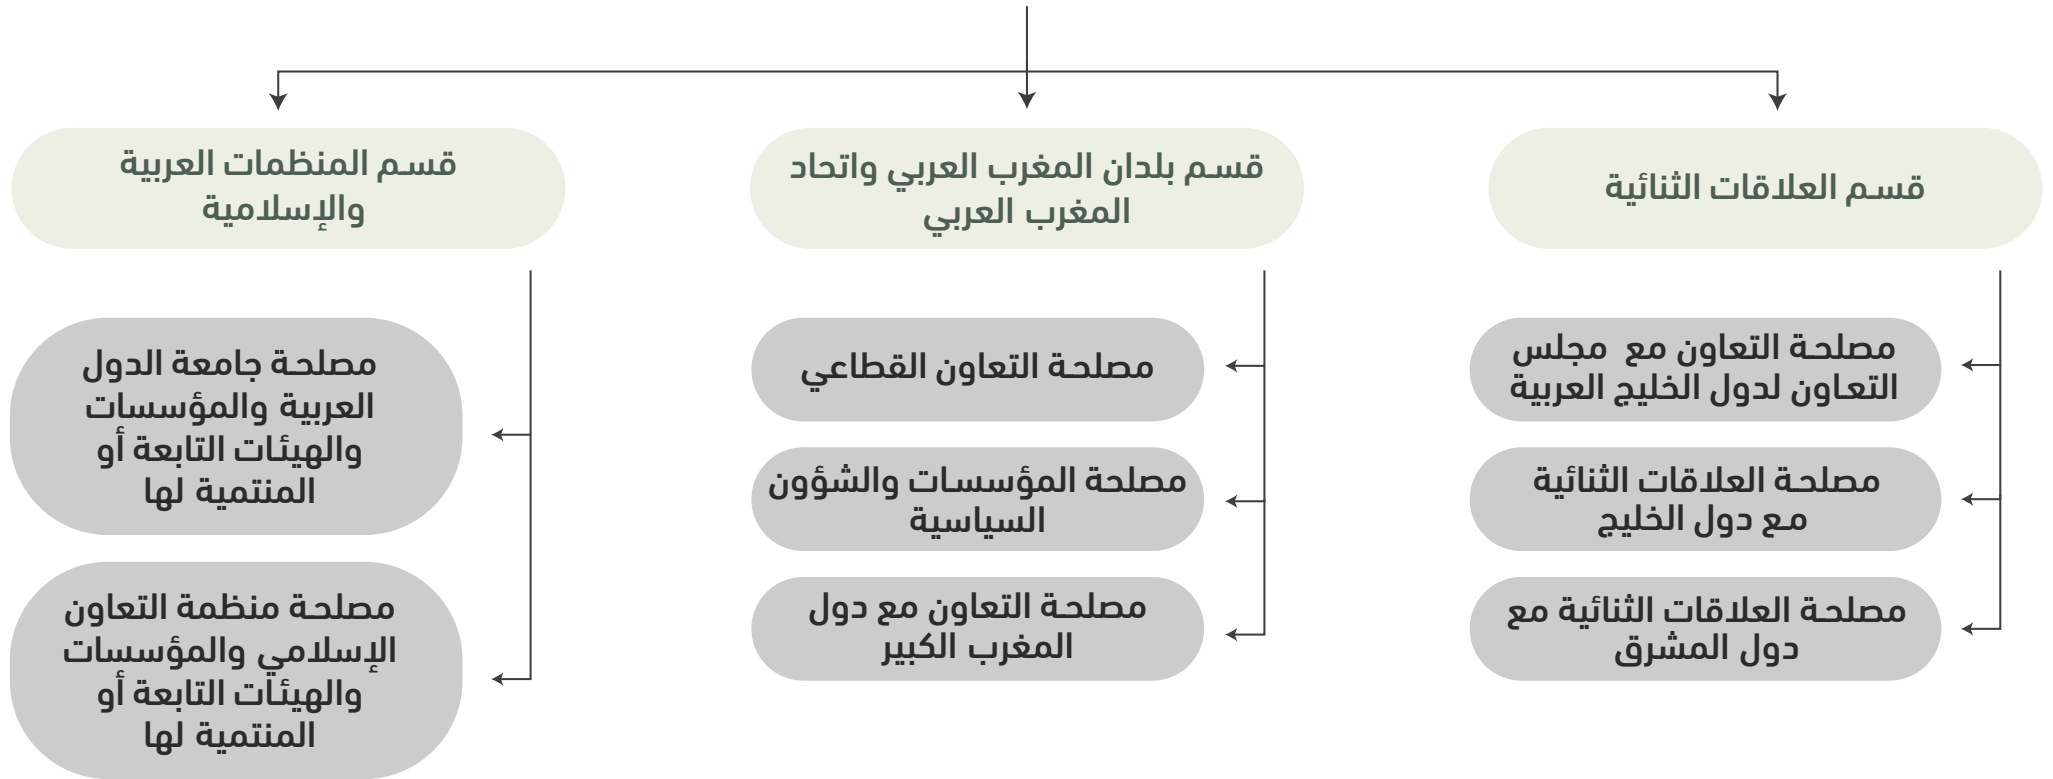 قسم العلاقات الثنائية
مصلحة التعاون مع مجلس
التعاون لدول الخليج العربية
مصلحة العلاقات الثنائية
مع دول الخليج
مصلحة العلاقات الثنائية مع
دول المشرق
قسم بلدان المغرب العربي واتحاد
المغرب العربي
مصلحة التعاون القطاعي
مصلحة المؤسسات والشؤون
السياسية
مصلحة التعاون مع دول
المغرب الكبير
قسم المنظمات العربية
والإسلامية
مصلحة جامعة الدول
العربية والمؤسسات
والهيئات التابعة أو
المنتمية لها
مصلحة منظمة التعاون
الإسلامي والمؤسسات
والهيئات التابعة أو
المنتمية لها